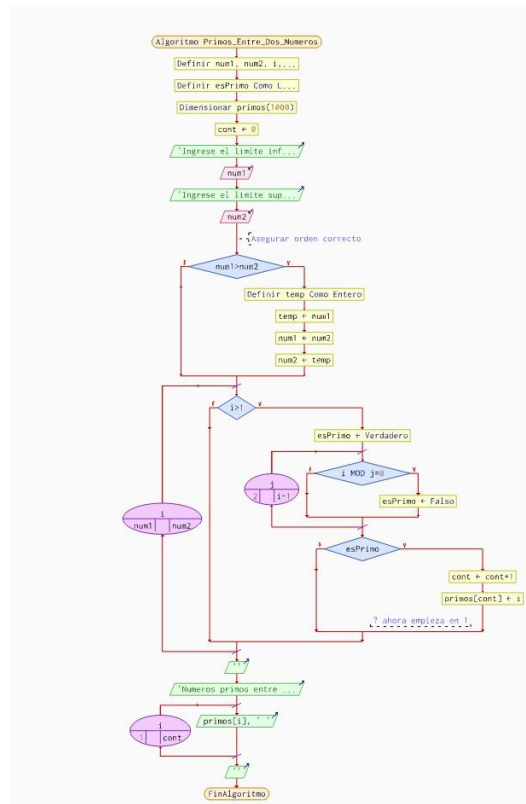 Algoritmo Primos_Entre_Dos_Numeros
Definir num1, num2, i,...
Definir esPrimo Como L...
Dimensionar primos(1000)
cont ← 0
'Ingrese el limite inf...
num1
'Ingrese el limite sup...
num2
Asegurar orden correcto
F num1>num2 V
Definir temp Como Entero
temp ← num1
num1 ← num2
num2 ← temp
F i>1 V
esPrimo ← Verdadero
j
2 i-1
F i MOD j=0 V
esPrimo ← Falso
i
num1 num2
F esPrimo V
cont ← cont+1
primos[cont] ← i
? ahora empieza en 1
''
'Numeros primos entre ...
i
1 cont
primos[i], ' '
''
FinAlgoritmo